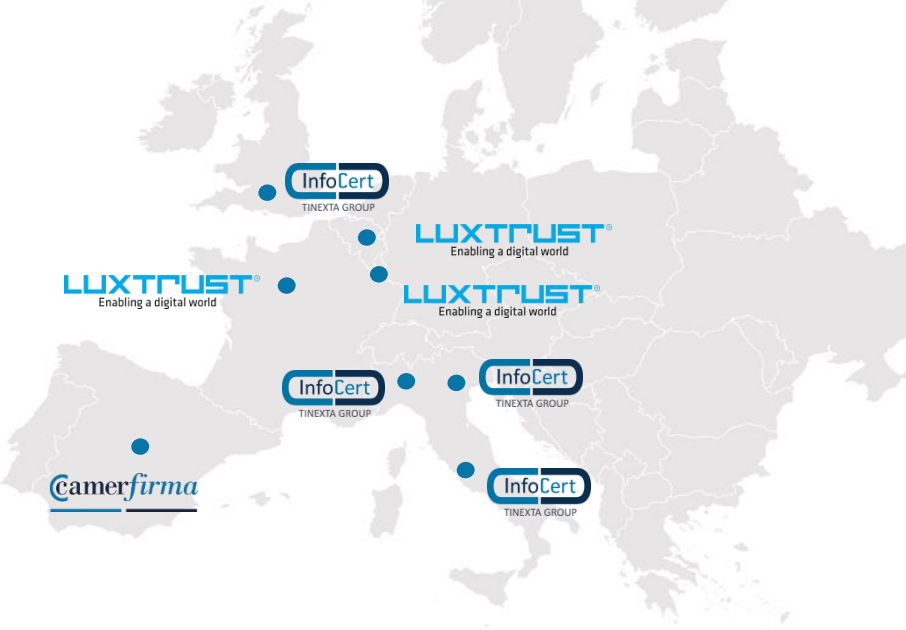 InfoCert
TINEXTA GROUP
LUXTRUST®
Enabling a digital world
LUXTRUST®
Enabling a digital world
LUXTRUST®
Enabling a digital world
InfoCert
TINEXTA GROUP
InfoCert
TINEXTA GROUP
camerfirma
InfoCert
TINEXTA GROUP